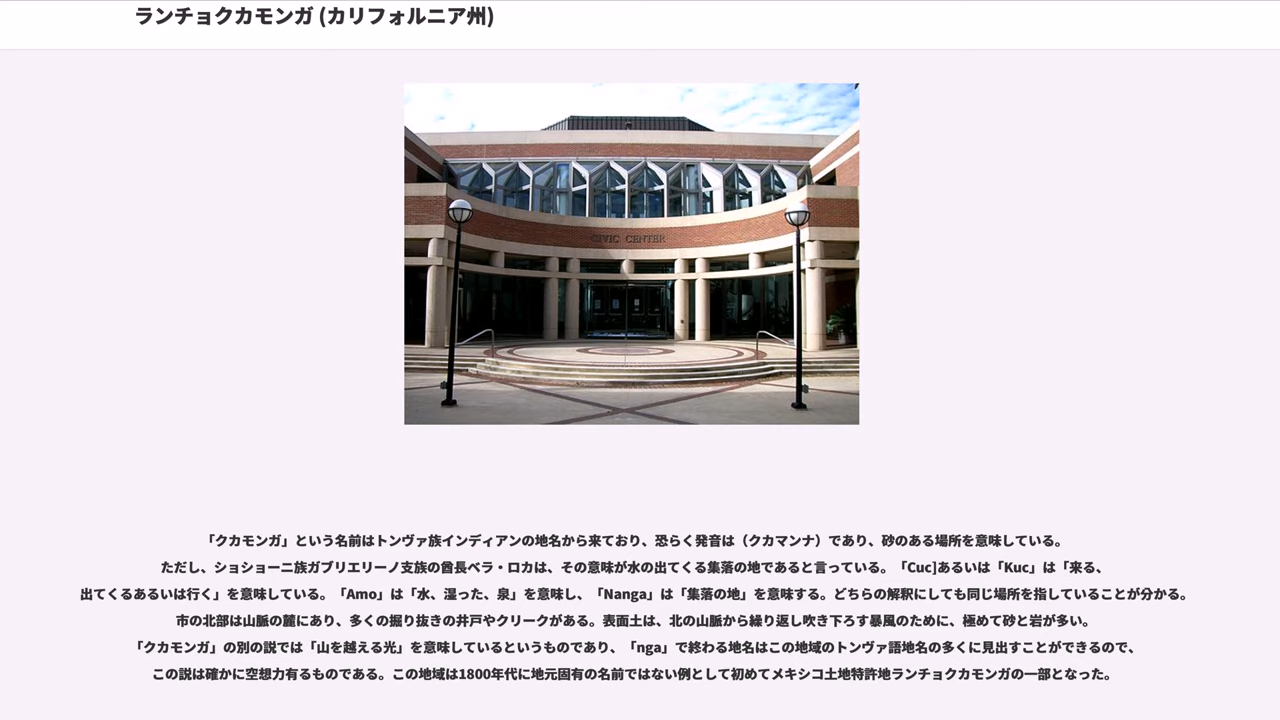 ランチョクカモンガ (カリフォルニア州)
CIVIC CENTER
「クカモンガ」という名前はトンヴァ族インディアンの地名から来ており、恐らく発音は（クカマンナ）であり、砂のある場所を意味している。
ただし、ショショーニ族ガブリエリーノ支族の酋長ベラ・ロカは、その意味が水の出てくる集落の地であると言っている。「Cuc]あるいは「Kuc」は「来る、
出てくるあるいは行く」を意味している。「Amo」は「水、湿った、泉」を意味し、「Nanga」は「集落の地」を意味する。どちらの解釈にしても同じ場所を指していることが分かる。
市の北部は山脈の麓にあり、多くの掘り抜きの井戸やクリークがある。表面土は、北の山脈から繰り返し吹き下ろす暴風のために、極めて砂と岩が多い。
「クカモンガ」の別の説では「山を越える光」を意味しているというものであり、「nga」で終わる地名はこの地域のトンヴァ語地名の多くに見出すことができるので、
この説は確かに空想力有るものである。この地域は1800年代に地元固有の名前ではない例として初めてメキシコ土地特許地ランチョクカモンガの一部となった。